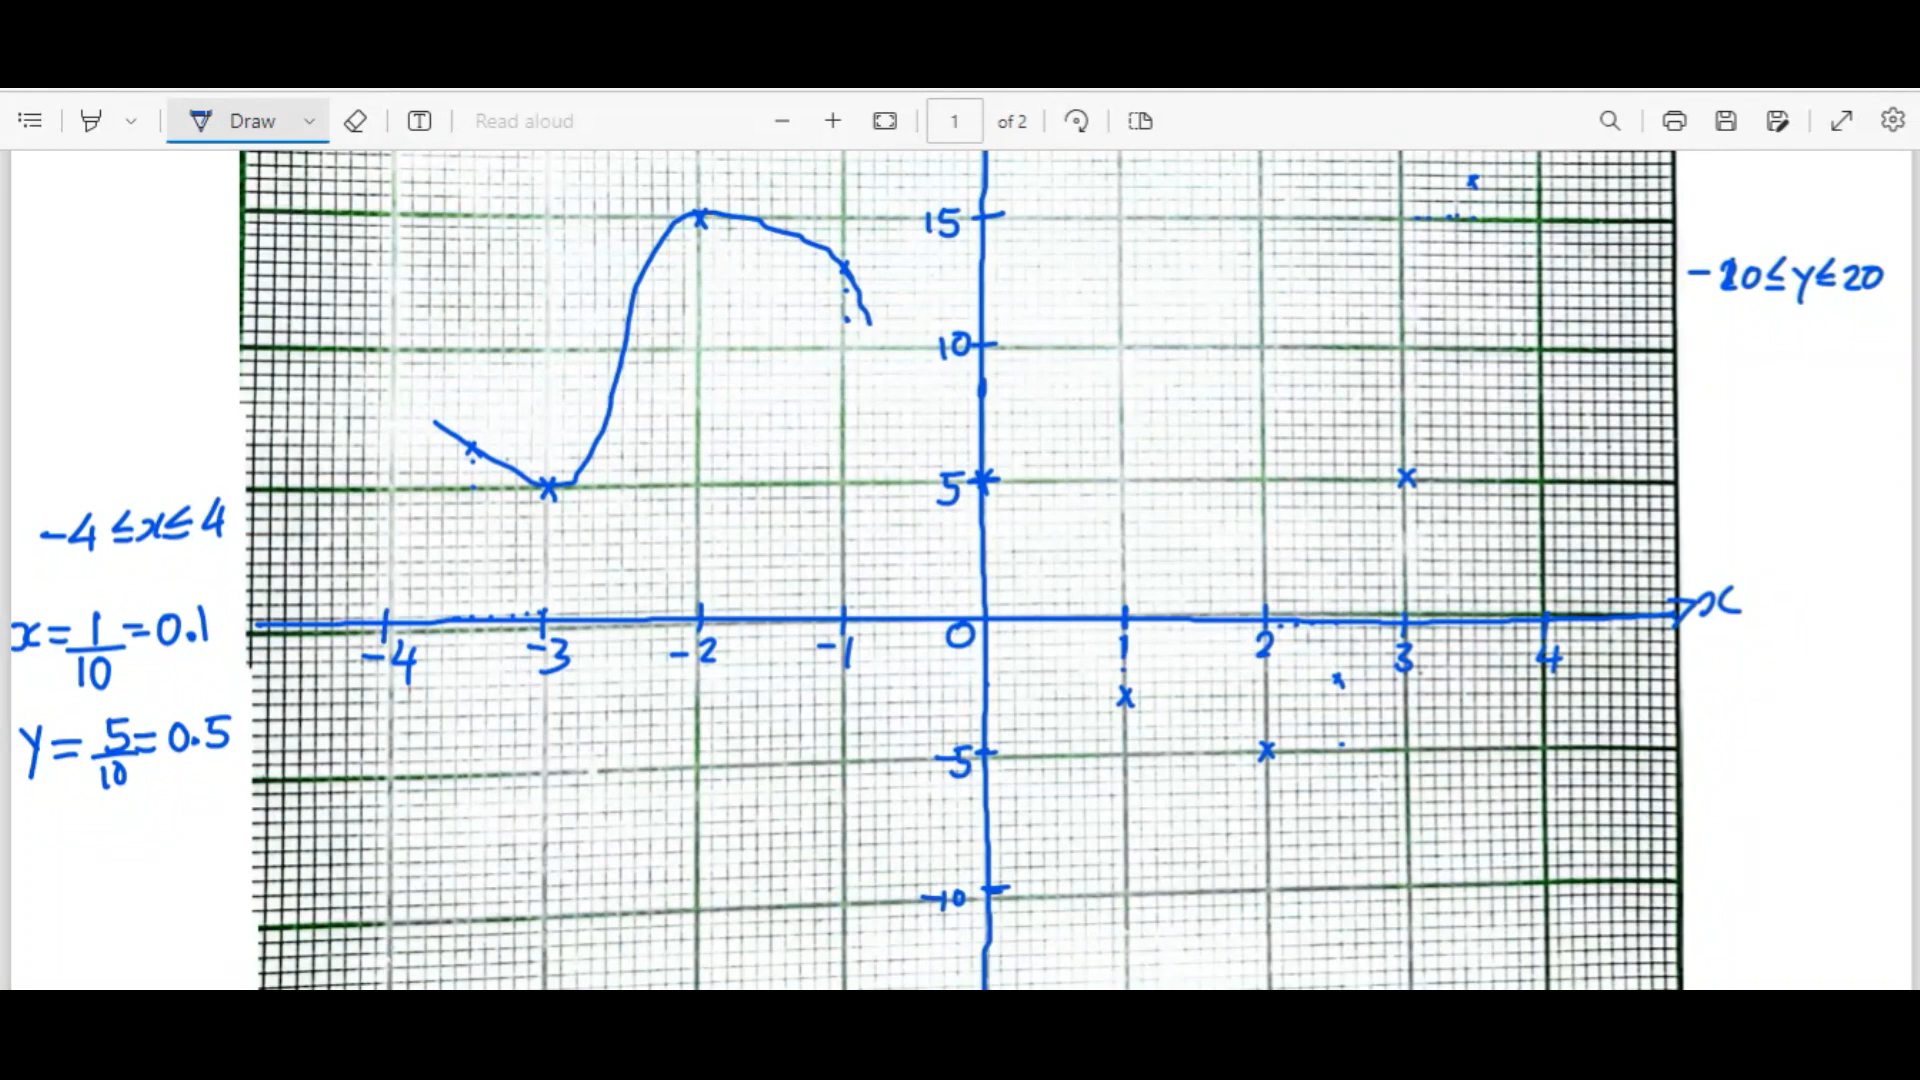 Draw Read aloud 1 of 2
15
-20≤y≤20
10
5
-4≤x≤4
x
x=1/10=0.1
0
-4 -3 -2 -1 1 2 3 4
y=5/10=0.5
-5
-10